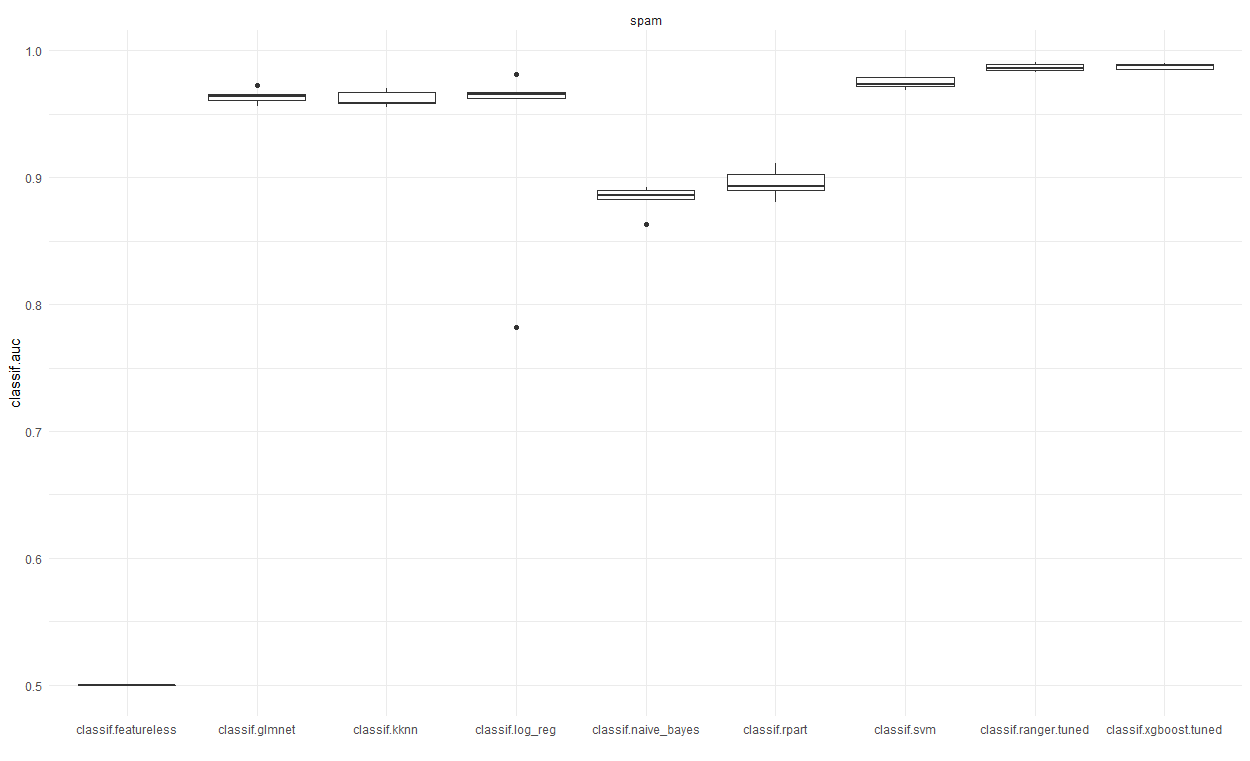 spam
classif.auc
1.0
0.9
0.8
0.7
0.6
0.5
classif.featureless classif.glmnet classif.kknn classif.log_reg classif.naive_bayes classif.rpart classif.svm classif.ranger.tuned classif.xgboost.tuned